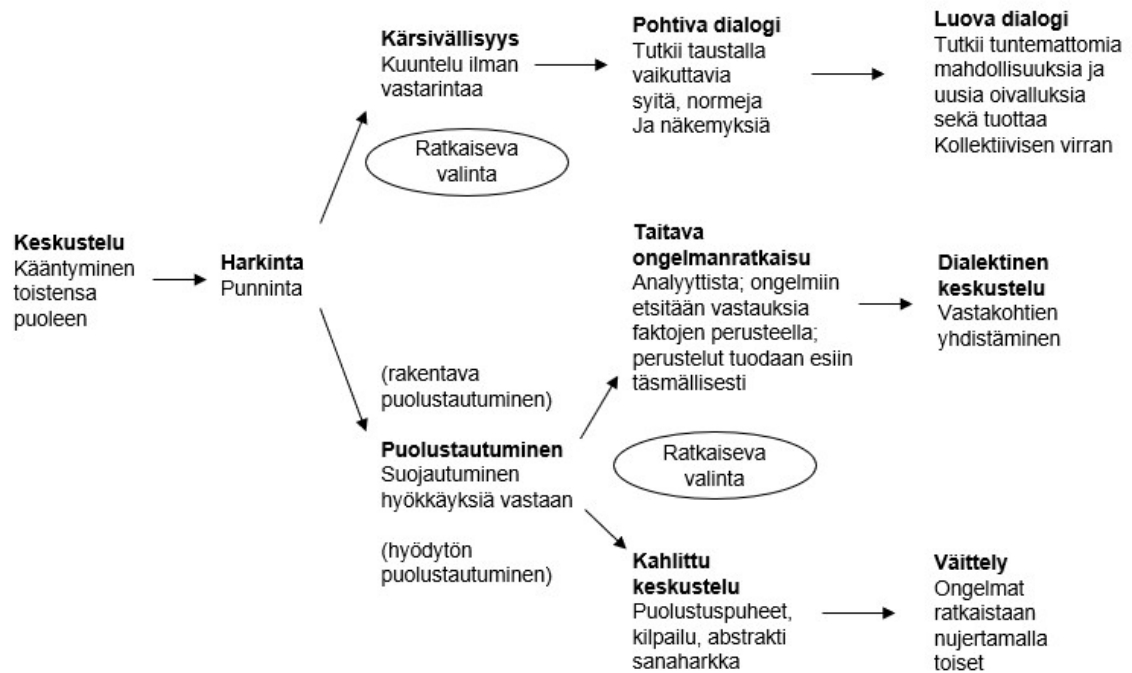 Keskustelu
Kääntyminen
toistensa
puoleen
Harkinta
Punninta
Kärsivällisyys
Kuuntelu ilman
vastarintaa
Ratkaiseva
valinta
Pohtiva dialogi
Tutkii taustalla
vaikuttavia
syitä, normeja
Ja näkemyksiä
Luova dialogi
Tutkii tuntemattomia
mahdollisuuksia ja
uusia oivalluksia
sekä tuottaa
Kollektiivisen virran
(rakentava
puolustautuminen)
Puolustautuminen
Suojautuminen
hyökkäyksiä vastaan
(hyödytön
puolustautuminen)
Taitava
ongelmanratkaisu
Analyyttista; ongelmiin
etsitään vastauksia
faktojen perusteella;
perustelut tuodaan esiin
täsmällisesti
Dialektinen
keskustelu
Vastakohtien
yhdistäminen
Ratkaiseva
valinta
Kahlittu
keskustelu
Puolustuspuheet,
kilpailu, abstrakti
sanaharkka
Väittely
Ongelmat
ratkaistaan
nujertamalla
toiset